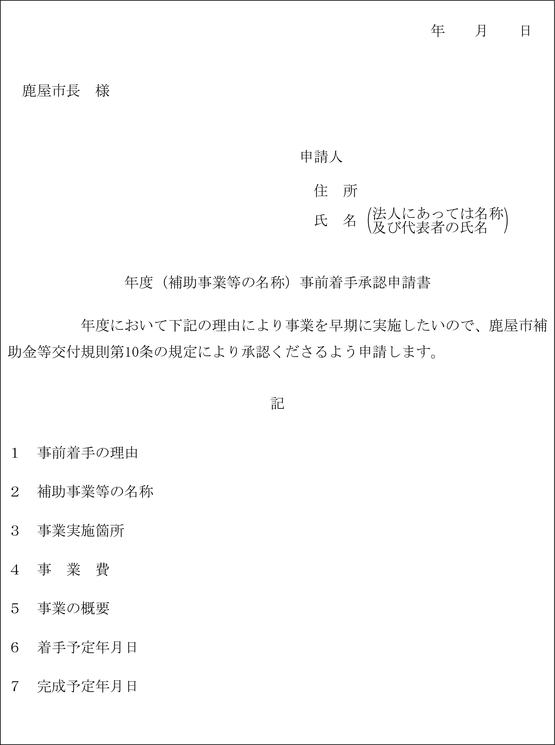 年　　月　　日
鹿屋市長　様
申請人
住　所
氏　名（法人にあっては名称
及び代表者の氏名）
年度（補助事業等の名称）事前着手承認申請書
年度において下記の理由により事業を早期に実施したいので、鹿屋市補
助金等交付規則第10条の規定により承認くださるよう申請します。
記
1　事前着手の理由
2　補助事業等の名称
3　事業実施箇所
4　事　業　費
5　事業の概要
6　着手予定年月日
7　完成予定年月日